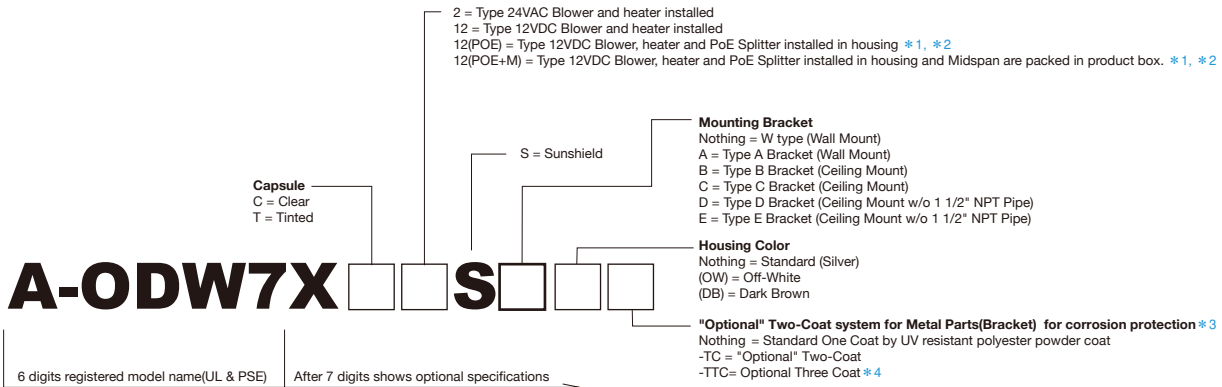 2 = Type 24VAC Blower and heater installed
12 = Type 12VDC Blower and heater installed
12(POE) = Type 12VDC Blower, heater and PoE Splitter installed in housing *1, *2
12(POE+M) = Type 12VDC Blower, heater and PoE Splitter installed in housing and Midspan are packed in product box. *1, *2
Mounting Bracket
Nothing = W type (Wall Mount)
A = Type A Bracket (Wall Mount)
B = Type B Bracket (Ceiling Mount)
C = Type C Bracket (Ceiling Mount)
D = Type D Bracket (Ceiling Mount w/o 1 1/2" NPT Pipe)
E = Type E Bracket (Ceiling Mount w/o 1 1/2" NPT Pipe)
S = Sunshield
Capsule
C = Clear
T = Tinted
Housing Color
Nothing = Standard (Silver)
(OW) = Off-White
(DB) = Dark Brown
A-ODW7X S
"Optional" Two-Coat system for Metal Parts(Bracket) for corrosion protection *3
Nothing = Standard One Coat by UV resistant polyester powder coat
-TC = "Optional" Two-Coat
-TTC= Optional Three Coat *4
6 digits registered model name(UL & PSE)
After 7 digits shows optional specifications